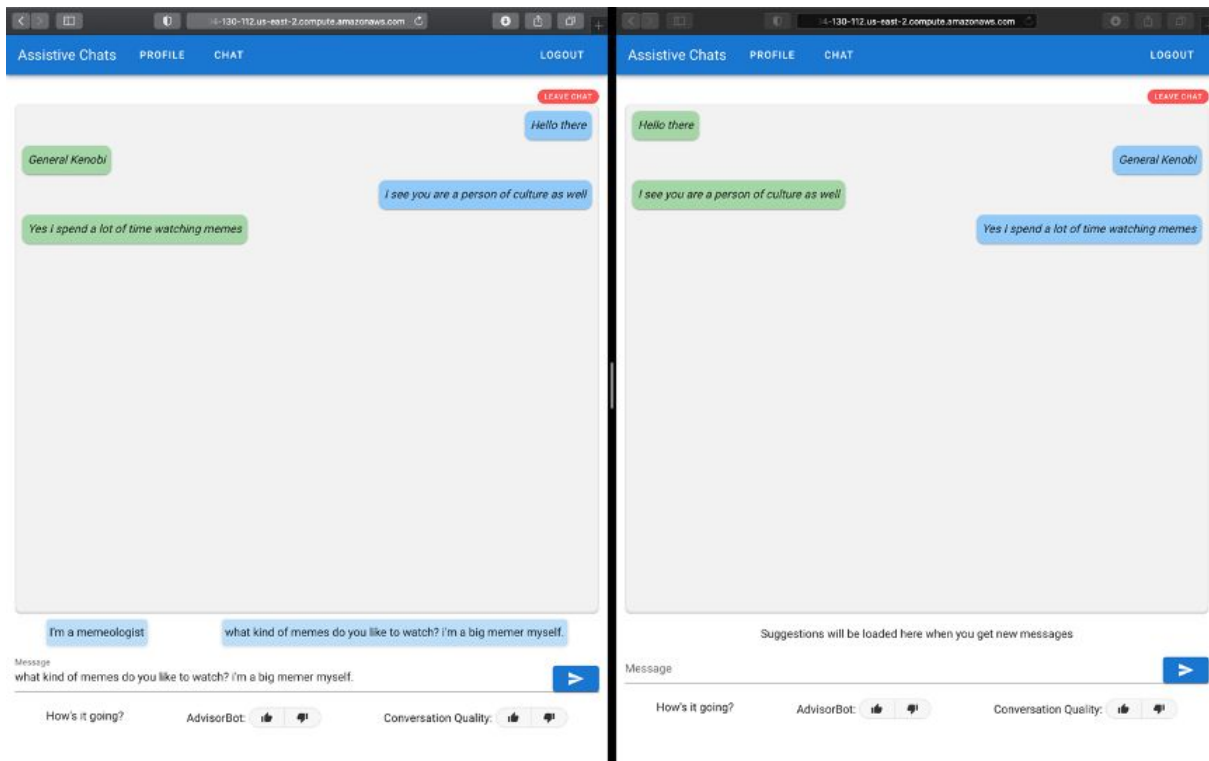 4-130-112.us-east-2.compute.amazonaws.com
Assistive Chats PROFILE CHAT LOGOUT
LEAVE CHAT
Hello there
General Kenobi
I see you are a person of culture as well
Yes I spend a lot of time watching memes
I'm a memeologist
what kind of memes do you like to watch? i'm a big memer myself.
Message
what kind of memes do you like to watch? i'm a big memer myself.
How's it going? AdvisorBot: Conversation Quality:
4-130-112.us-east-2.compute.amazonaws.com
Assistive Chats PROFILE CHAT LOGOUT
LEAVE CHAT
Hello there
General Kenobi
I see you are a person of culture as well
Yes I spend a lot of time watching memes
Suggestions will be loaded here when you get new messages
Message
How's it going? AdvisorBot: Conversation Quality: